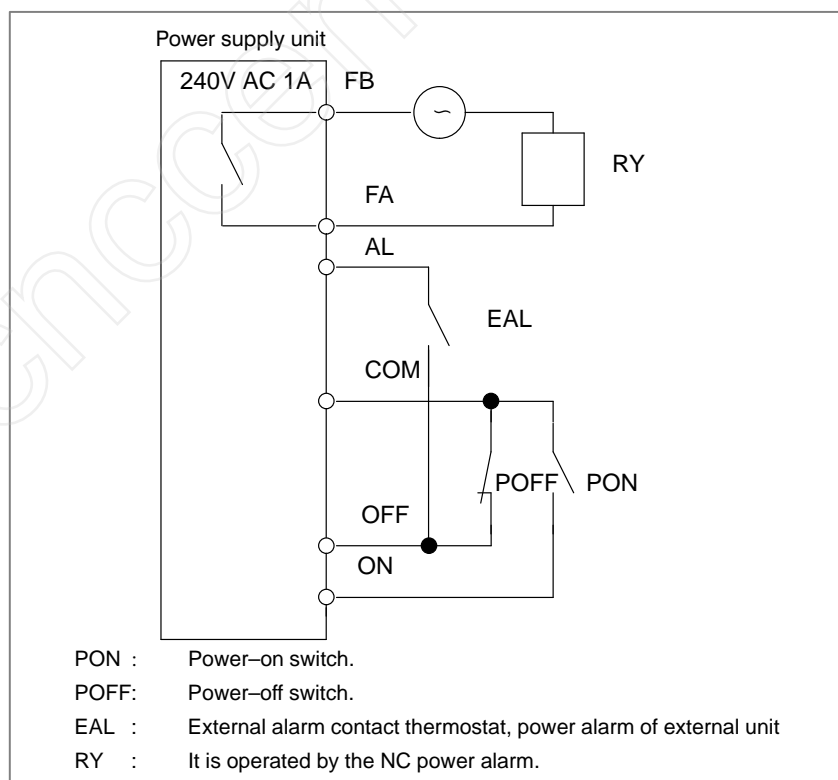 Power supply unit
240V AC 1A FB
RY
FA
AL
EAL
COM
POFF PON
OFF
ON
PON : Power–on switch.
POFF: Power–off switch.
EAL : External alarm contact thermostat, power alarm of external unit
RY : It is operated by the NC power alarm.